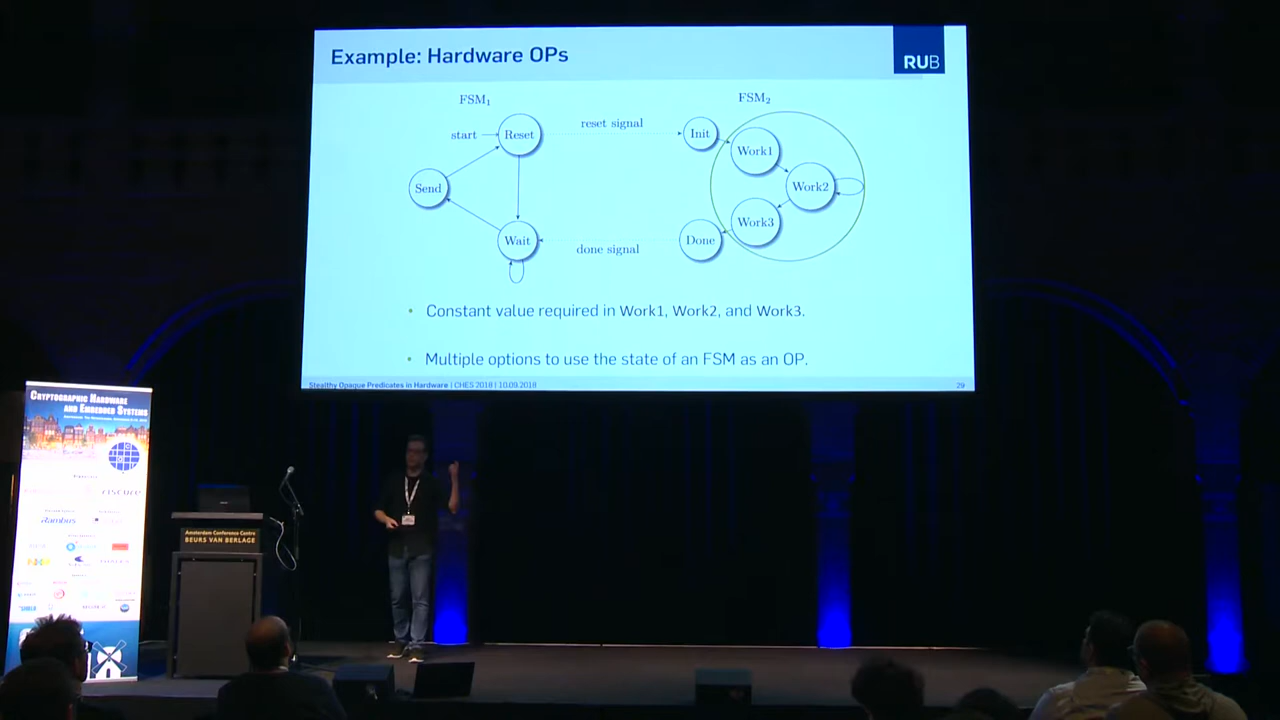 Example: Hardware OPs
RUB
FSM1
FSM2
start
Reset
reset signal
Init
Work1
Send
Work2
Wait
done signal
Done
Work3
• Constant value required in Work1, Work2, and Work3.
• Multiple options to use the state of an FSM as an OP.
Stealthy Opaque Predicates in Hardware | CHES 2018 | 10.09.2018
29
Cryptographic Hardware
and Embedded Systems
riscure
Rambus
Amsterdam Conference Centre
BEURS VAN BERLAGE